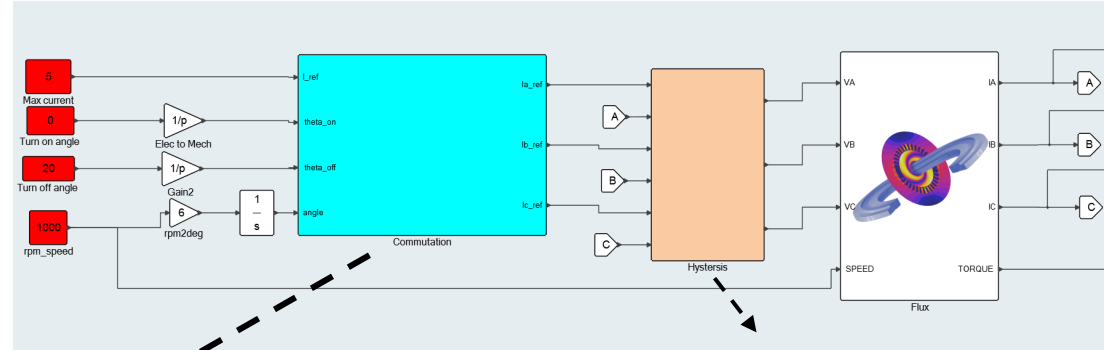 5
Max current
0
Turn on angle
20
Turn off angle
1000
rpm_speed
1/p
Elec to Mech
1/p
Gain2
6
rpm2deg
1
s
I_ref
theta_on
theta_off
angle
Ia_ref
Ib_ref
Ic_ref
Commutation
A
B
C
Hystersis
VA
VB
VC
SPEED
IA
IB
IC
TORQUE
Flux
A
B
C